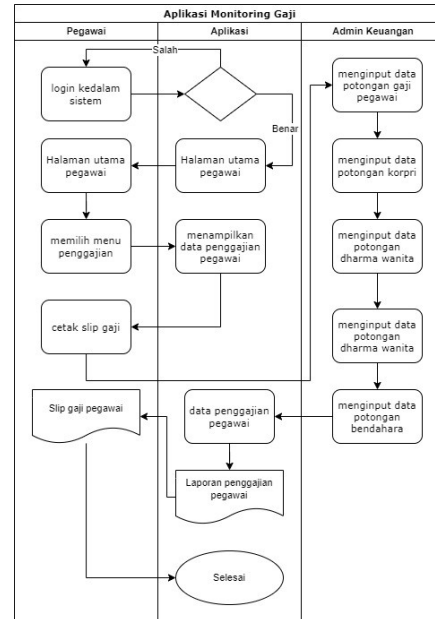 Aplikasi Monitoring Gaji
Pegawai
Aplikasi
Admin Keuangan
Salah
login kedalam
sistem
Benar
menginput data
potongan gaji
pegawai
Halaman utama
pegawai
Halaman utama
pegawai
menginput data
potongan korpri
memilih menu
penggajian
menampilkan
data penggajian
pegawai
menginput data
potongan
dharma wanita
cetak slip gaji
menginput data
potongan
dharma wanita
Slip gaji pegawai
data penggajian
pegawai
menginput data
potongan
bendahara
Laporan penggajian
pegawai
Selesai